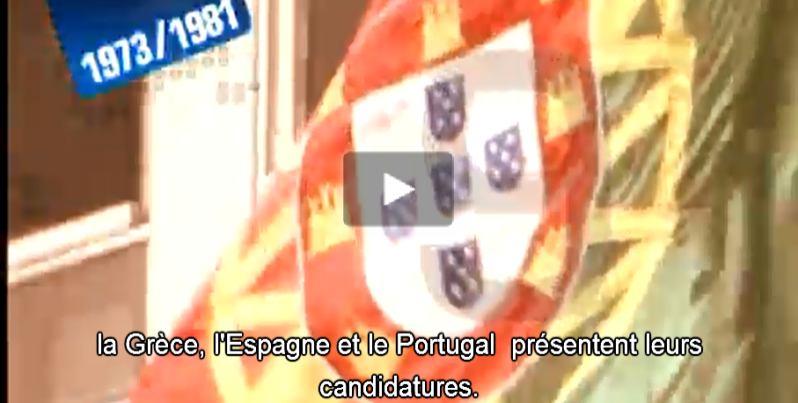 1973/1981
la Grèce, l'Espagne et le Portugal  présentent leurs
candidatures.